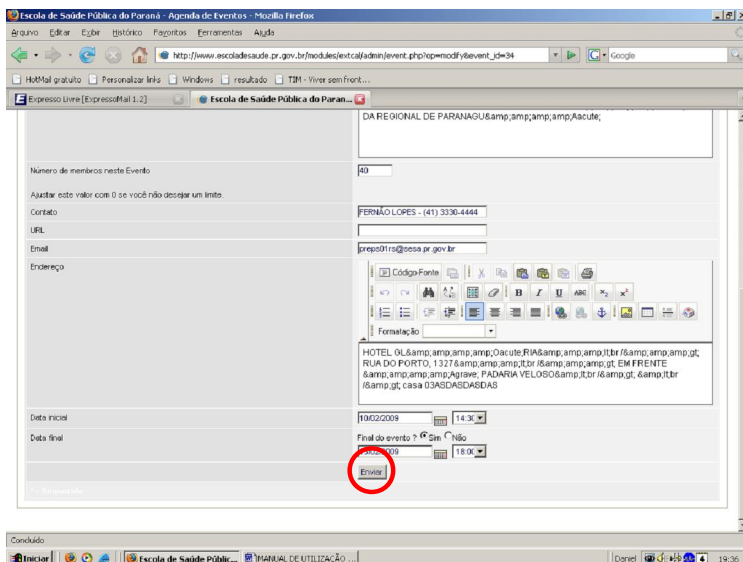 Escola de Saúde Pública do Paraná - Agenda de Eventos - Mozilla Firefox
Arquivo Editar Exibir Histórico Favoritos Ferramentas Ajuda
http://www.escoladesaude.pr.gov.br/modules/extcal/admin/event.php?op=modify&event_id=34
Google
HotMail gratuito Personalizar links Windows resultado TIM - Viver sem front...
Expresso Livre [ExpressoMail 1.2] Escola de Saúde Pública do Paran...
DA REGIONAL DE PARANAGU&amp;amp;amp;amp;Aacute;
Número de membros neste Evento 40
Ajustar este valor com 0 se você não desejar um limite.
Contato FERNÃO LOPES - (41) 3330-4444
URL
Email preps01rs@sesa.pr.gov.br
Endereço
Código-Fonte
B I U ABC x₂ x²
Formatação
HOTEL GL&amp;amp;amp;amp;Oacute;RIA&amp;amp;amp;lt;br /&amp;amp;amp;gt;
RUA DO PORTO, 1327&amp;amp;amp;lt;br /&amp;amp;amp;gt; EM FRENTE
&amp;amp;amp;amp;Agrave; PADARIA VELOSO&amp;lt;br /&amp;gt; &amp;lt;br
/&amp;gt; casa 03ASDASDASDAS
Data inicial 10/02/2009 14:30
Data final Final do evento ? Sim Não
/2009 18:00
Enviar
Concluído
Iniciar Escola de Saúde Públic... MANUAL DE UTILIZAÇÃO ... Daniel 19:36